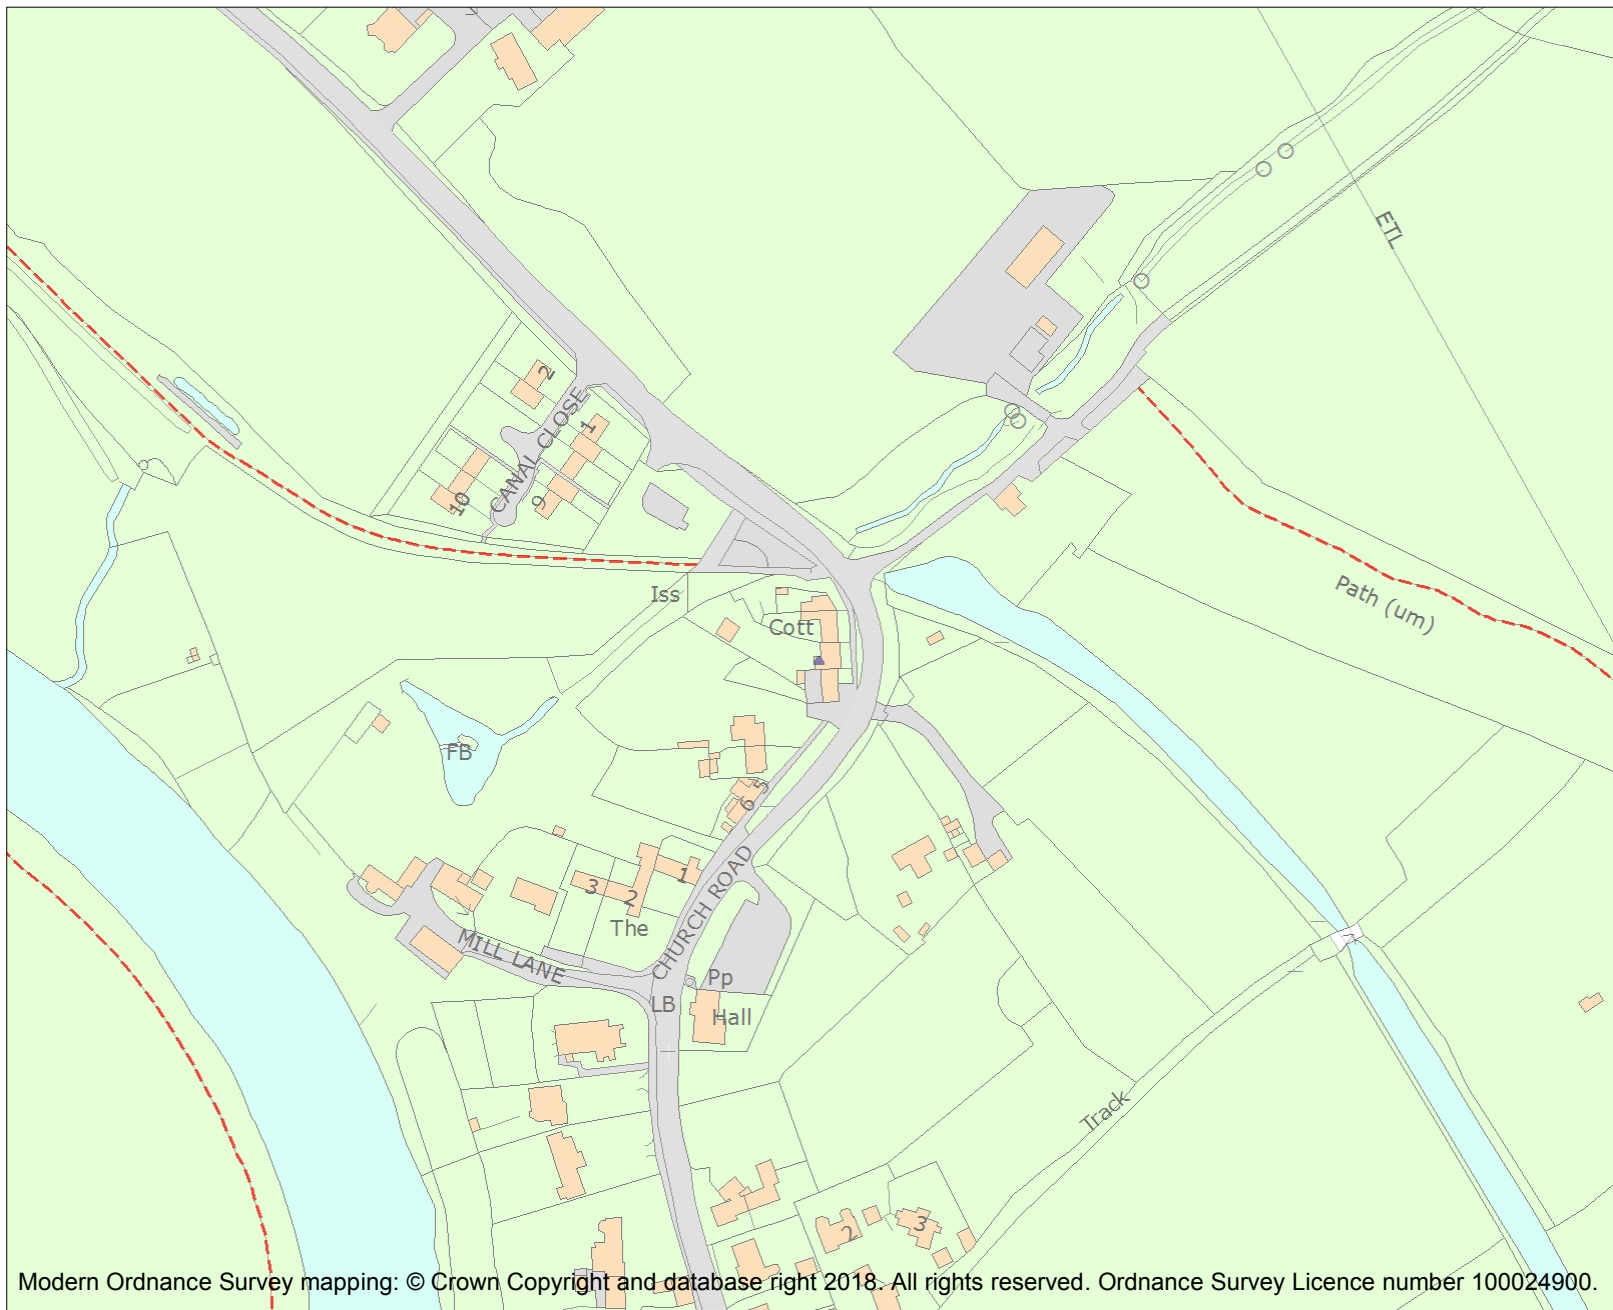 ETL
2
CANAL CLOSE
1
10
9
Iss
Path (um)
Cott
FB
5
6
1
3
2
The
CHURCH ROAD
MILL LANE
Pp
LB
Hall
Track
3
2
Modern Ordnance Survey mapping: © Crown Copyright and database right 2018. All rights reserved. Ordnance Survey Licence number 100024900.